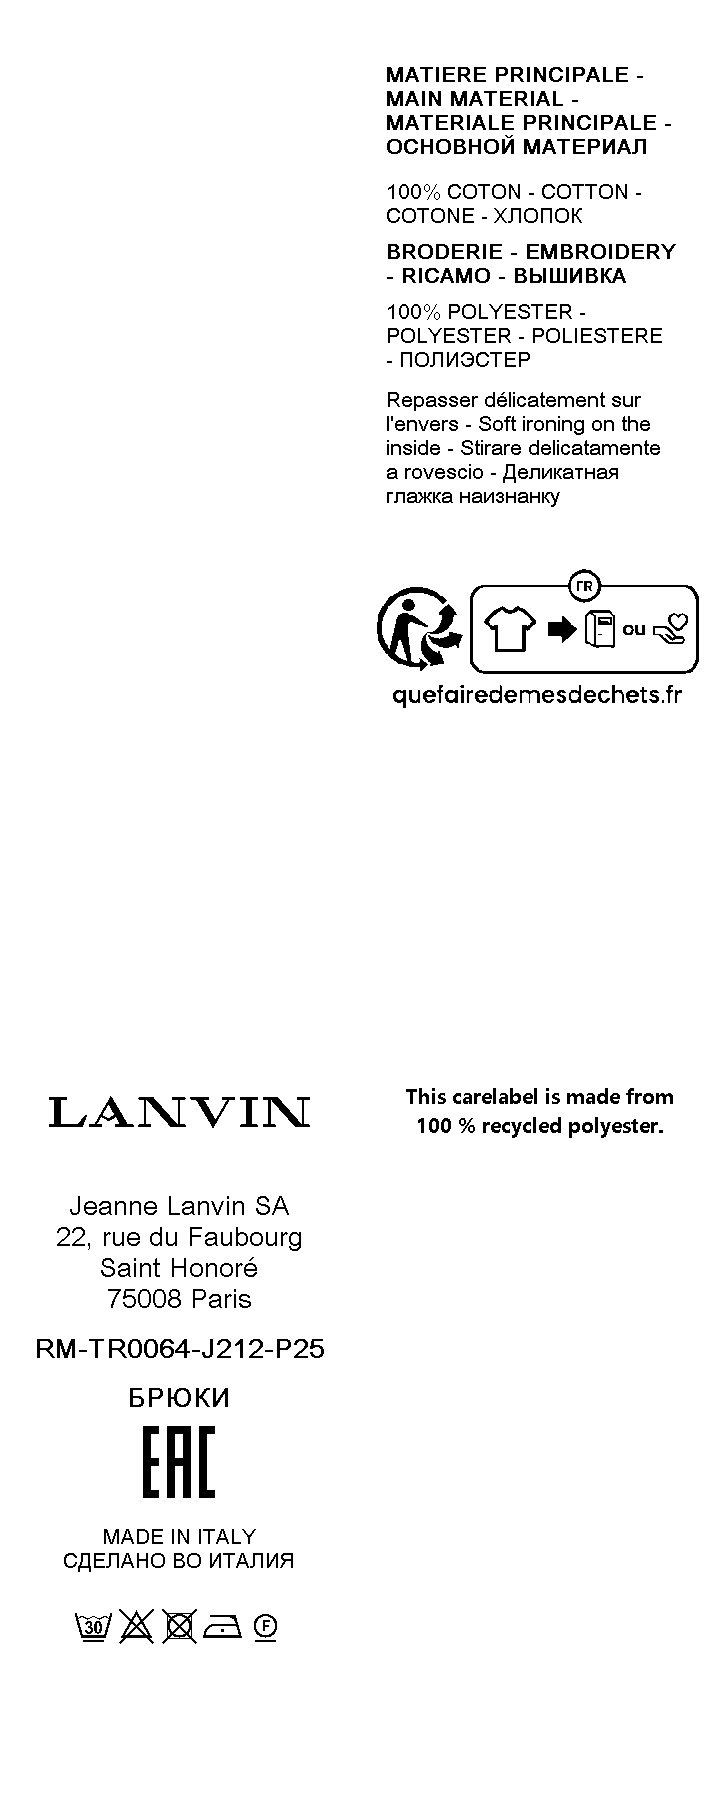 MATIERE PRINCIPALE -
MAIN MATERIAL -
MATERIALE PRINCIPALE -
ОСНОВНОЙ МАТЕРИАЛ
100% COTON - COTTON -
COTONE - ХЛОПОК
BRODERIE - EMBROIDERY
- RICAMO - ВЫШИВКА
100% POLYESTER -
POLYESTER - POLIESTERE
- ПОЛИЭСТЕР
Repasser délicatement sur
l'envers - Soft ironing on the
inside - Stirare delicatamente
a rovescio - Деликатная
глажка наизнанку
FR
ou
quefairedemesdechets.fr
LANVIN
Jeanne Lanvin SA
22, rue du Faubourg
Saint Honoré
75008 Paris
RM-TR0064-J212-P25
БРЮКИ
EAC
MADE IN ITALY
СДЕЛАНО ВО ИТАЛИЯ
30
F
This carelabel is made from
100 % recycled polyester.